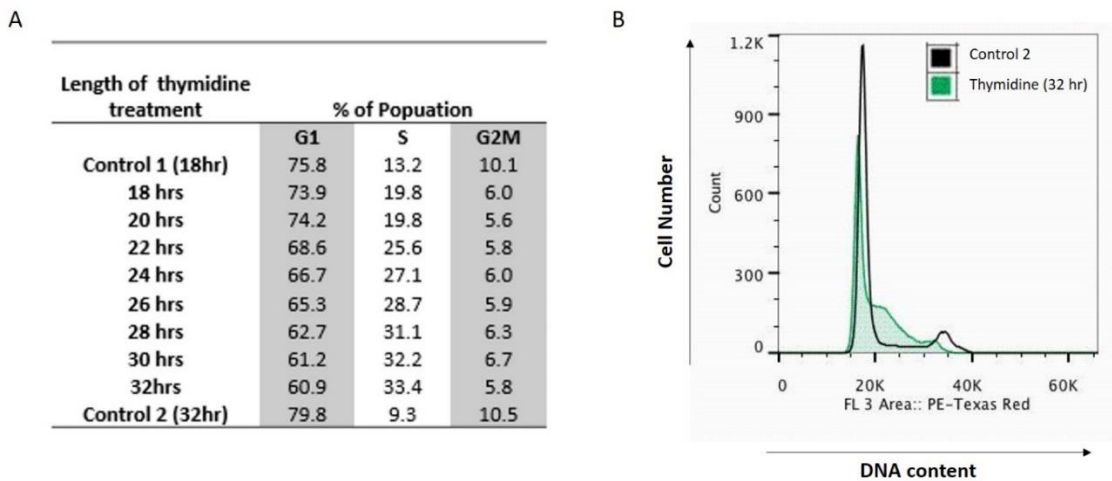 A
Length of thymidine
treatment
% of Popuation
G1 S G2M
Control 1 (18hr) 75.8 13.2 10.1
18 hrs 73.9 19.8 6.0
20 hrs 74.2 19.8 5.6
22 hrs 68.6 25.6 5.8
24 hrs 66.7 27.1 6.0
26 hrs 65.3 28.7 5.9
28 hrs 62.7 31.1 6.3
30 hrs 61.2 32.2 6.7
32hrs 60.9 33.4 5.8
Control 2 (32hr) 79.8 9.3 10.5
B
Control 2
Thymidine (32 hr)
Cell Number
Count
1.2K
900
600
300
0
0 20K 40K 60K
FL 3 Area:: PE-Texas Red
DNA content